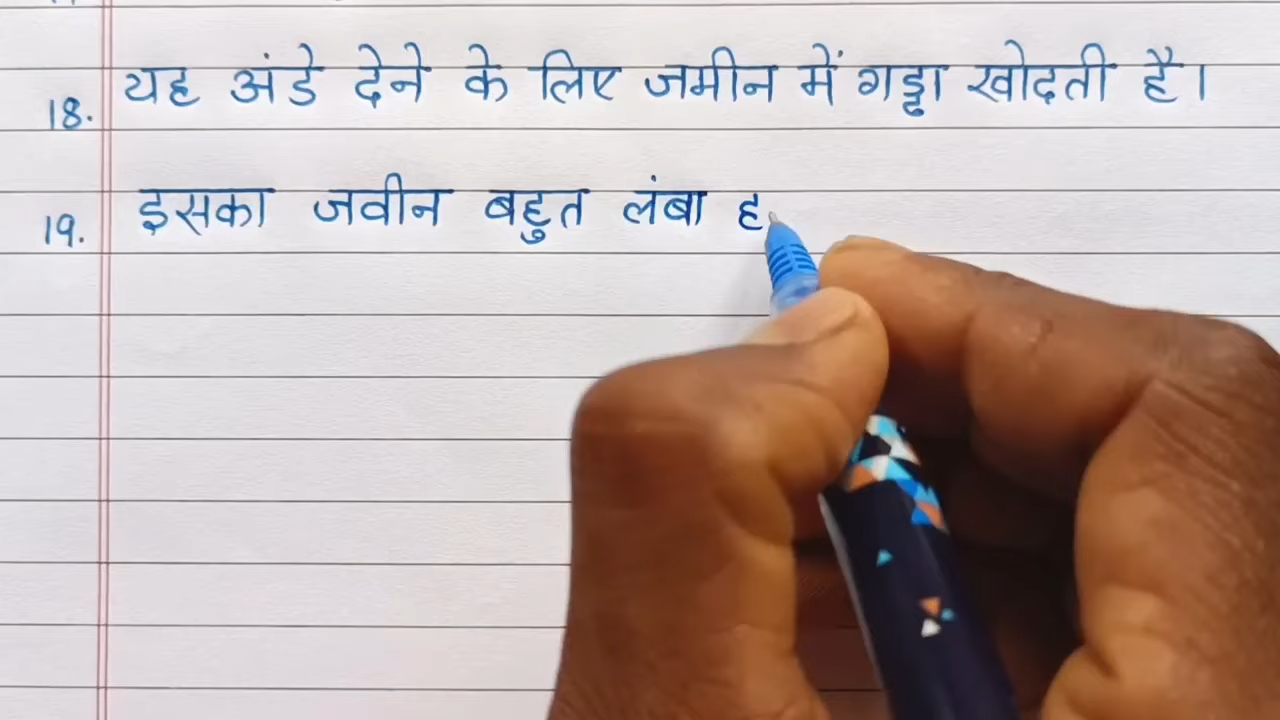 18. यह अंडे देने के लिए जमीन में गड्ढा खोदती है।
19. इसका जवीन बहुत लंबा ह